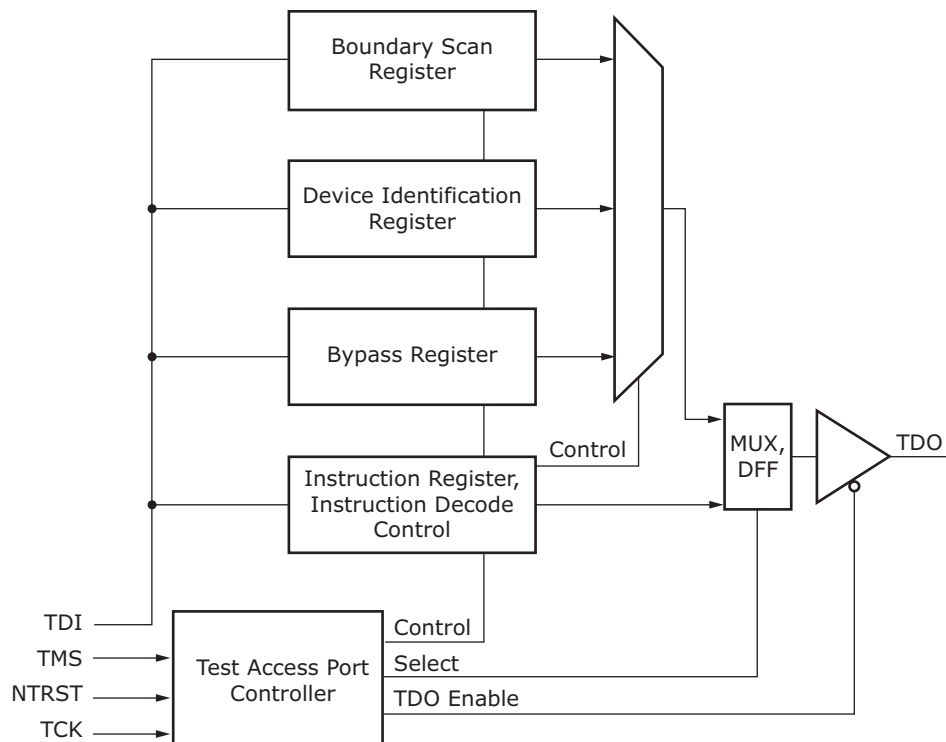 Boundary Scan
Register
Device Identification
Register
Bypass Register
Control
MUX,
DFF
TDO
Instruction Register,
Instruction Decode
Control
TDI
TMS
NTRST
TCK
Test Access Port
Controller
Control
Select
TDO Enable